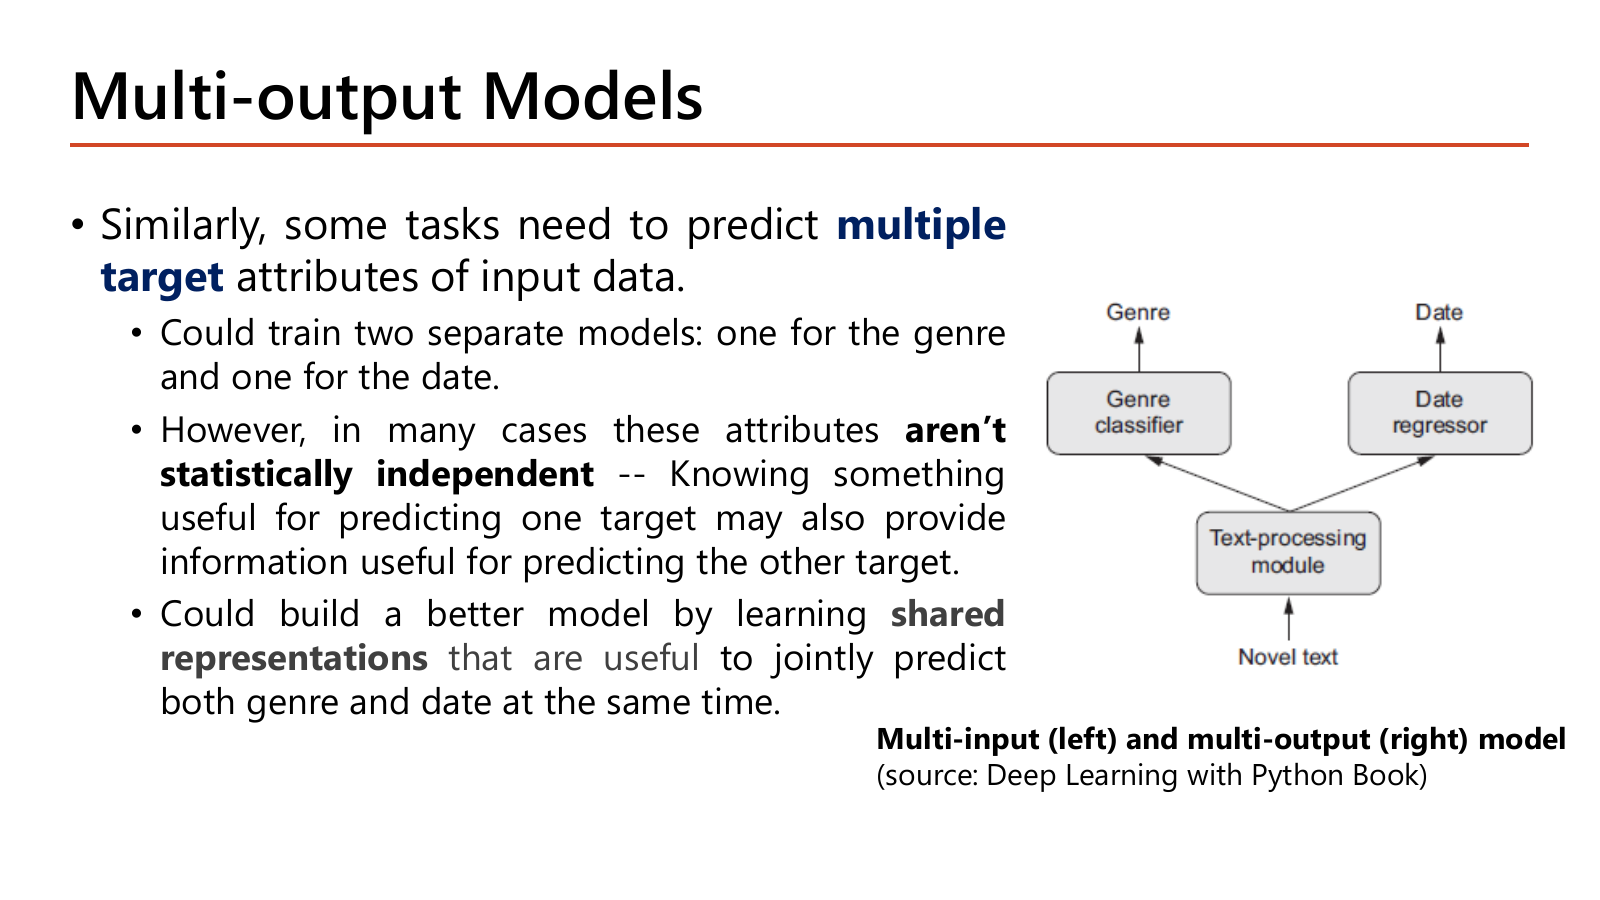 Multi-output Models
• Similarly, some tasks need to predict multiple
target attributes of input data.
• Could train two separate models: one for the genre
and one for the date.
• However, in many cases these attributes aren’t
statistically independent -- Knowing something
useful for predicting one target may also provide
information useful for predicting the other target.
• Could build a better model by learning shared
representations that are useful to jointly predict
both genre and date at the same time.
Genre
Date
Genre
classifier
Date
regressor
Text-processing
module
Novel text
Multi-input (left) and multi-output (right) model
(source: Deep Learning with Python Book)